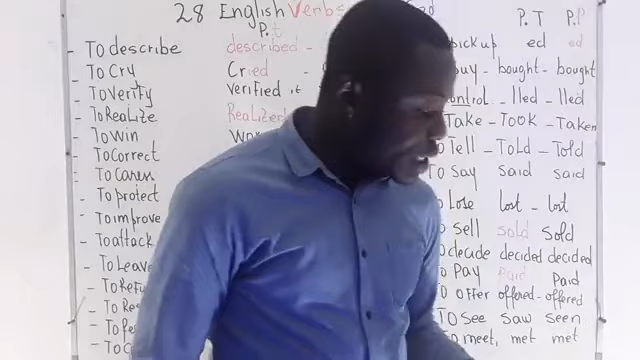 28 English Verbs
P.t
P.T P.P
- To describe described -
- To Cry Cried -
- To Verify verified it
- To Realize Realized
- To Win
- To Correct
- To Caress
- To protect
- To improve
- To attack
- To Leave
- To Refu
- To Res
- To
- To
pick up ed ed
buy - bought - bought
control - lled - lled
Take - Took - Taken
To Tell - Told - Told
To Say Said said
To Lose lost - lost
To sell sold sold
To decide decided decided
To Pay Paid Paid
To Offer offered - offered
To See saw seen
To meet, met met